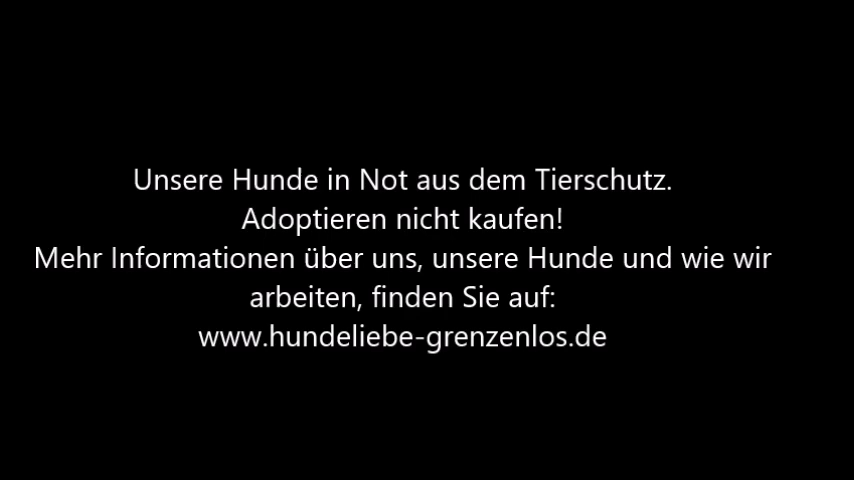 Unsere Hunde in Not aus dem Tierschutz.
Adoptieren nicht kaufen!
Mehr Informationen über uns, unsere Hunde und wie wir
arbeiten, finden Sie auf:
www.hundeliebe-grenzenlos.de